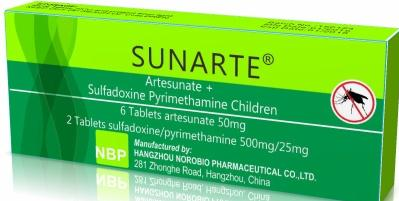 SUNARTE®
Artesunate +
Sulfadoxine Pyrimethamine Children
6 Tablets artesunate 50mg
2 Tablets sulfadoxine/pyrimethamine 500mg/25mg
NBP
Manufactured by:
HANGZHOU NOROBIO PHARMACEUTICAL CO.,LTD.
281 Zhonghe Road, Hangzhou, China